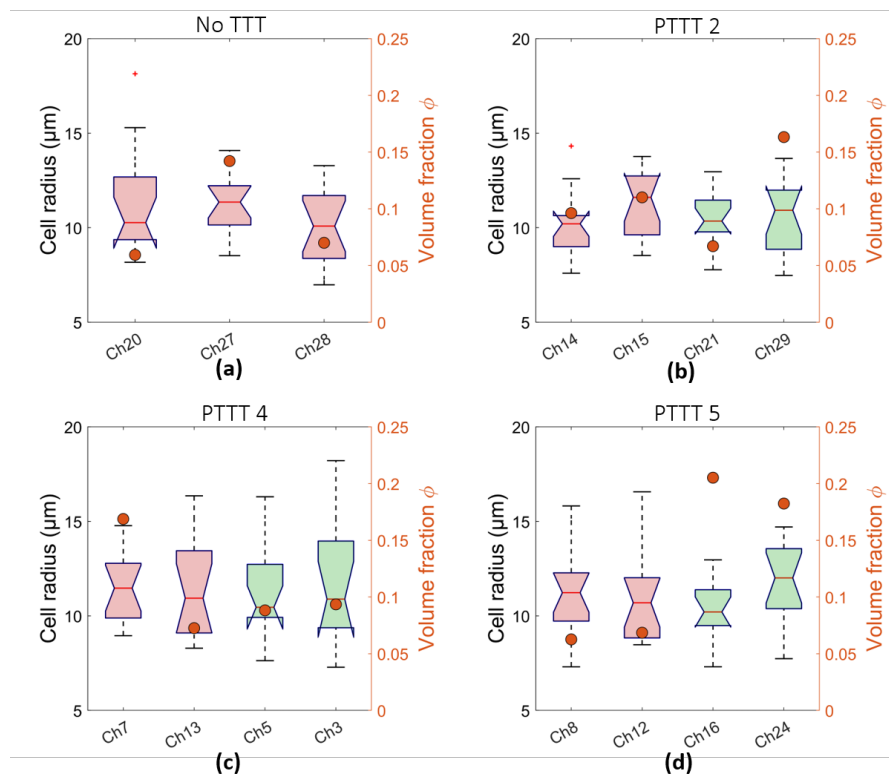 No TTT
20
15
10
5
Cell radius (µm)
0.25
0.2
0.15
0.1
0.05
0
Volume fraction ϕ
Ch20
Ch27
Ch28
(a)
PTTT 2
20
15
10
5
Cell radius (µm)
0.25
0.2
0.15
0.1
0.05
0
Volume fraction ϕ
Ch14
Ch15
Ch21
Ch29
(b)
PTTT 4
20
15
10
5
Cell radius (µm)
0.25
0.2
0.15
0.1
0.05
0
Volume fraction ϕ
Ch7
Ch13
Ch5
Ch3
(c)
PTTT 5
20
15
10
5
Cell radius (µm)
0.25
0.2
0.15
0.1
0.05
0
Volume fraction ϕ
Ch8
Ch12
Ch16
Ch24
(d)